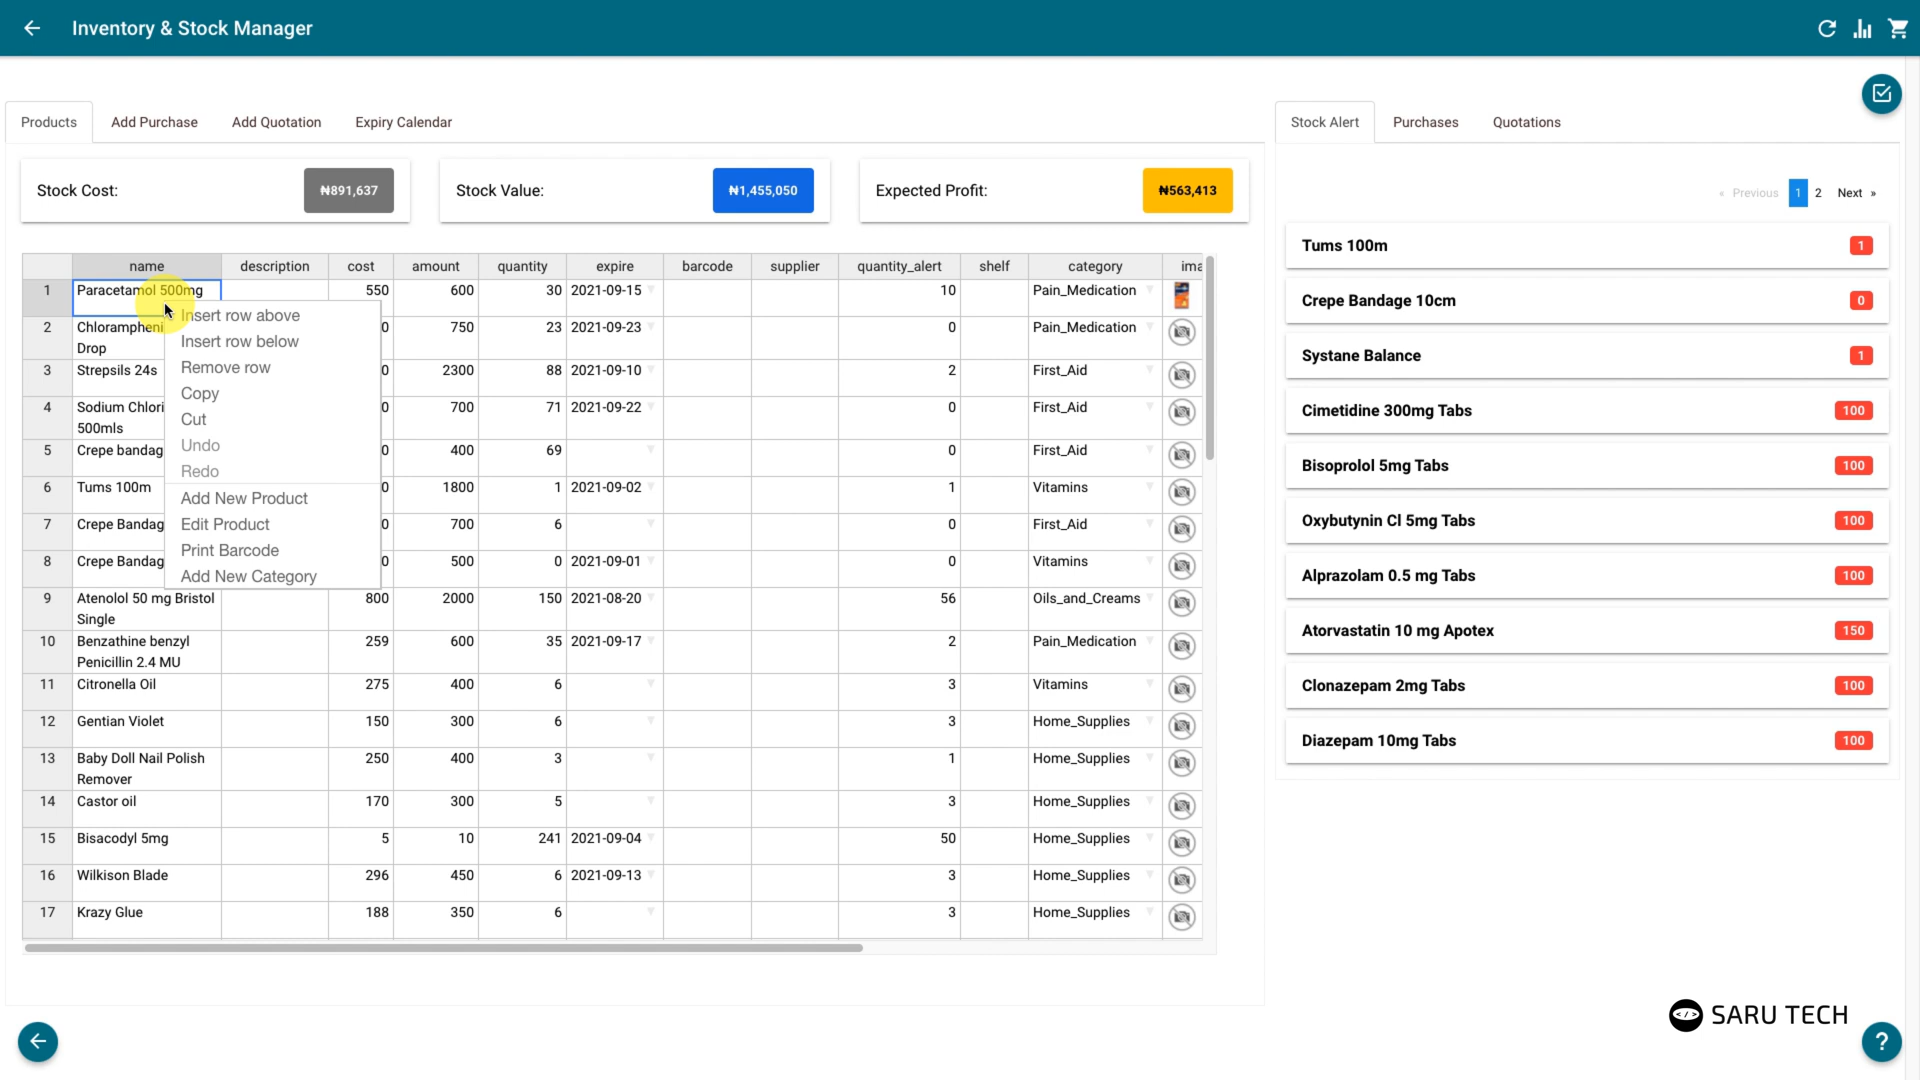 Inventory & Stock Manager
Products Add Purchase Add Quotation Expiry Calendar
Stock Cost: ₦891,637 Stock Value: ₦1,455,050 Expected Profit: ₦563,413
name description cost amount quantity expire barcode supplier quantity_alert shelf category ima
1 Paracetamol 500mg 550 600 30 2021-09-15 10 Pain_Medication
2 Chlorampheni 0 750 23 2021-09-23 0 Pain_Medication
Drop
3 Strepsils 24s 0 2300 88 2021-09-10 2 First_Aid
4 Sodium Chlori 0 700 71 2021-09-22 0 First_Aid
500mls
5 Crepe bandag 0 400 69 0 First_Aid
6 Tums 100m 0 1800 1 2021-09-02 1 Vitamins
7 Crepe Bandag 0 700 6 0 First_Aid
8 Crepe Bandag 0 500 0 2021-09-01 0 Vitamins
9 Atenolol 50 mg Bristol 800 2000 150 2021-08-20 56 Oils_and_Creams
Single
10 Benzathine benzyl 259 600 35 2021-09-17 2 Pain_Medication
Penicillin 2.4 MU
11 Citronella Oil 275 400 6 3 Vitamins
12 Gentian Violet 150 300 6 3 Home_Supplies
13 Baby Doll Nail Polish 250 400 3 1 Home_Supplies
Remover
14 Castor oil 170 300 5 3 Home_Supplies
15 Bisacodyl 5mg 5 10 241 2021-09-04 50 Home_Supplies
16 Wilkison Blade 296 450 6 2021-09-13 3 Home_Supplies
17 Krazy Glue 188 350 6 3 Home_Supplies
Insert row above
Insert row below
Remove row
Copy
Cut
Undo
Redo
Add New Product
Edit Product
Print Barcode
Add New Category
Stock Alert Purchases Quotations
« Previous 1 2 Next »
Tums 100m 1
Crepe Bandage 10cm 0
Systane Balance 1
Cimetidine 300mg Tabs 100
Bisoprolol 5mg Tabs 100
Oxybutynin Cl 5mg Tabs 100
Alprazolam 0.5 mg Tabs 100
Atorvastatin 10 mg Apotex 150
Clonazepam 2mg Tabs 100
Diazepam 10mg Tabs 100
</> SARU TECH
?